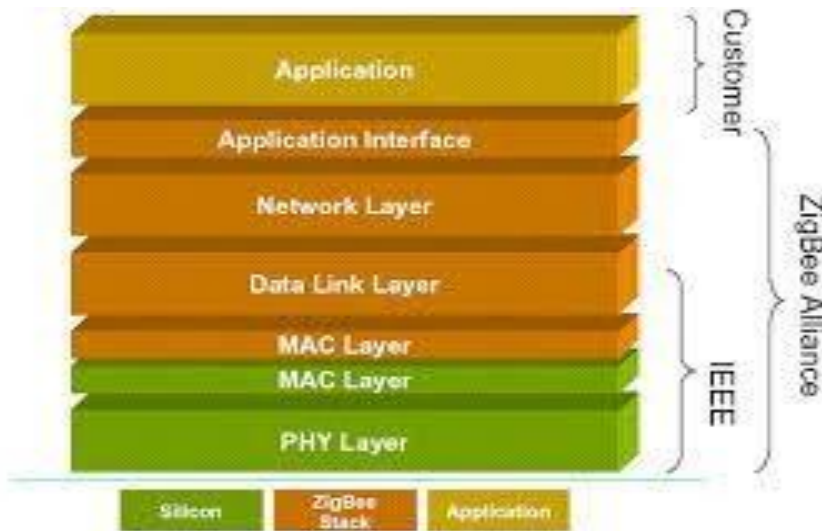 Application
Application Interface
Network Layer
Data Link Layer
MAC Layer
MAC Layer
PHY Layer
Customer
ZigBee Alliance
IEEE
Silicon
ZigBee
Stack
Application